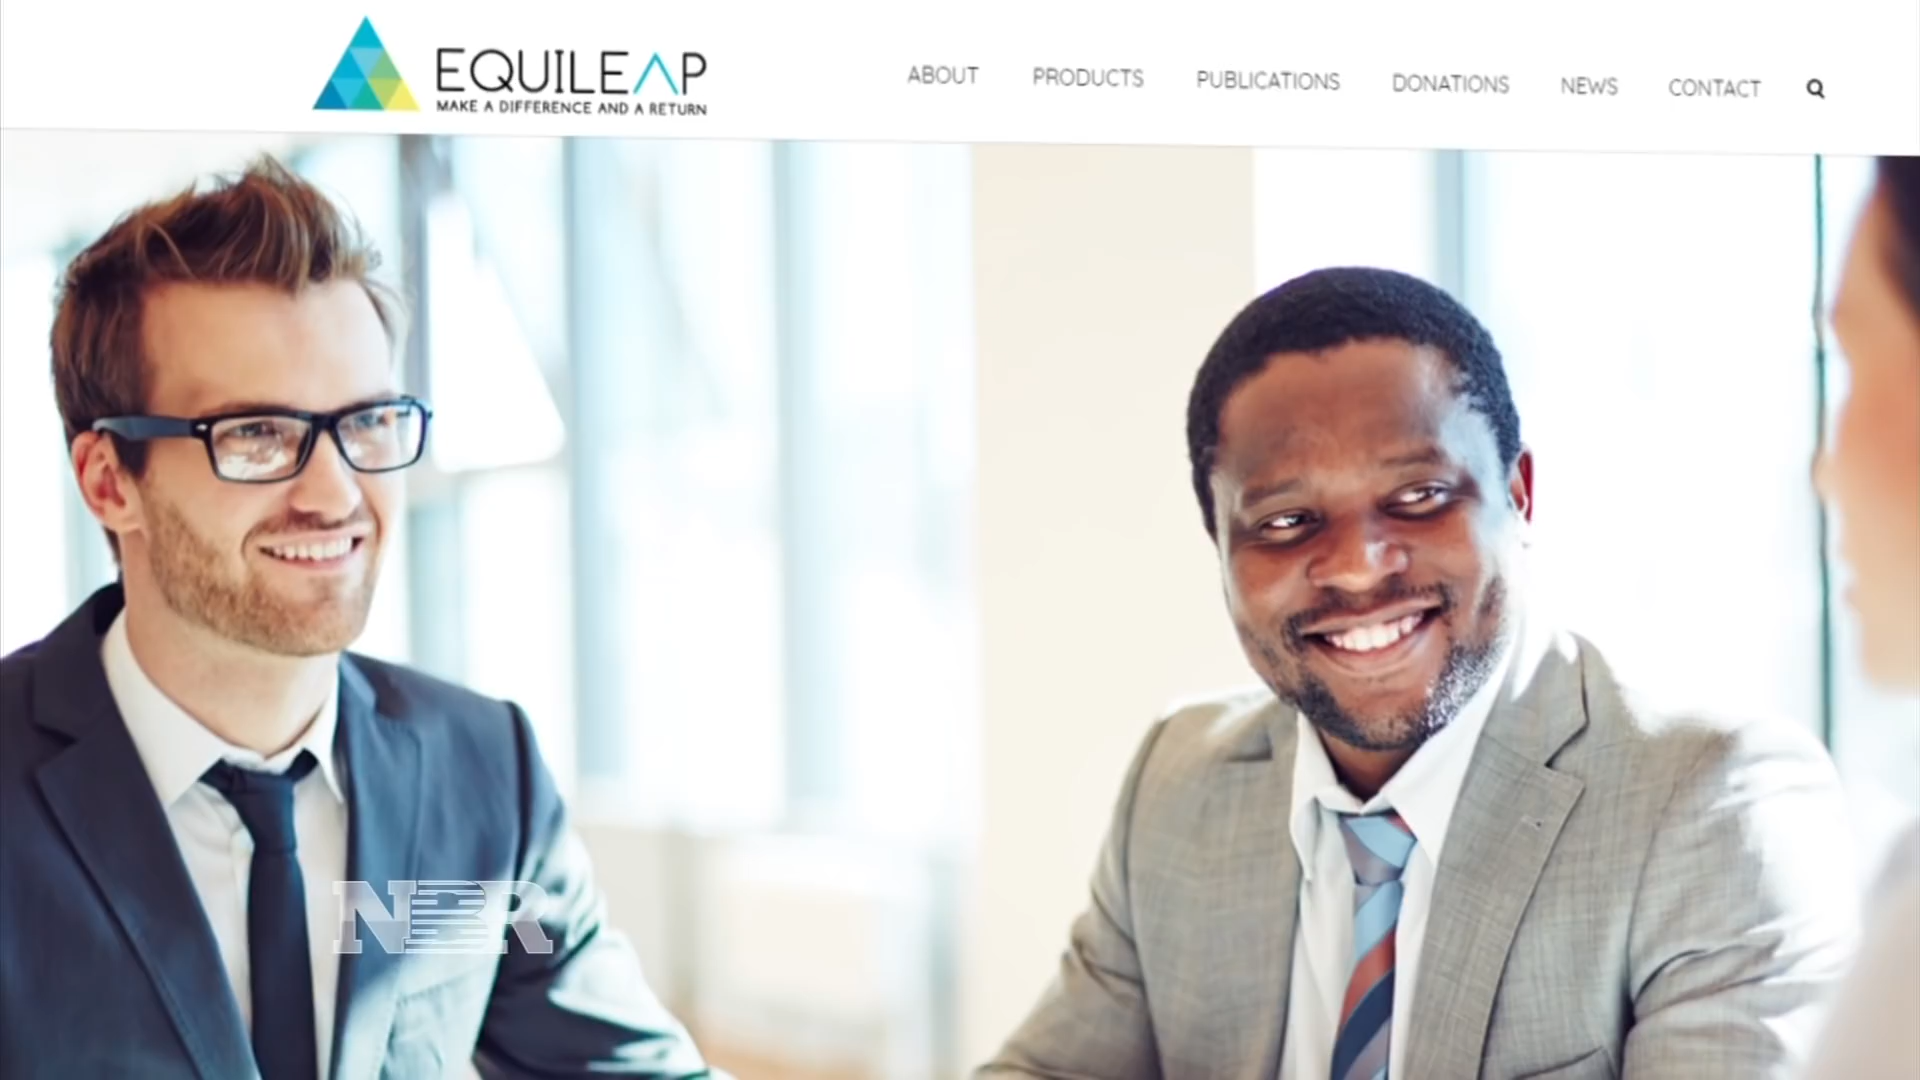 EQUILEAP
MAKE A DIFFERENCE AND A RETURN
ABOUT PRODUCTS PUBLICATIONS DONATIONS NEWS CONTACT
NBR